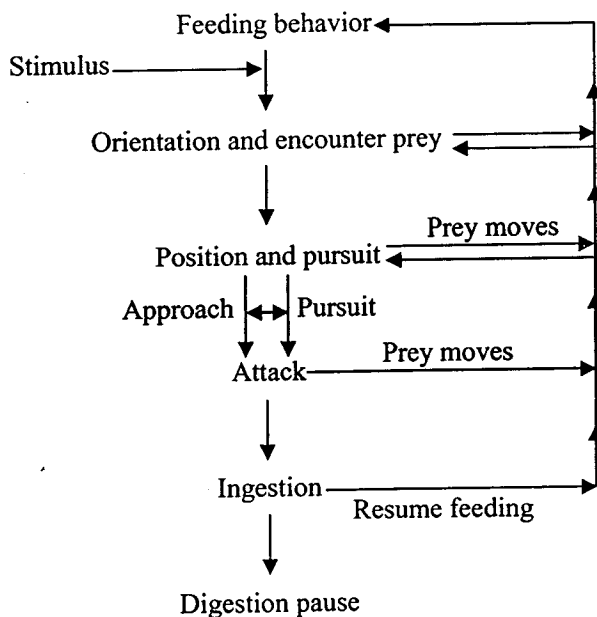 Feeding behavior
Stimulus
Orientation and encounter prey
Prey moves
Position and pursuit
Approach Pursuit
Prey moves
Attack
Ingestion
Resume feeding
Digestion pause